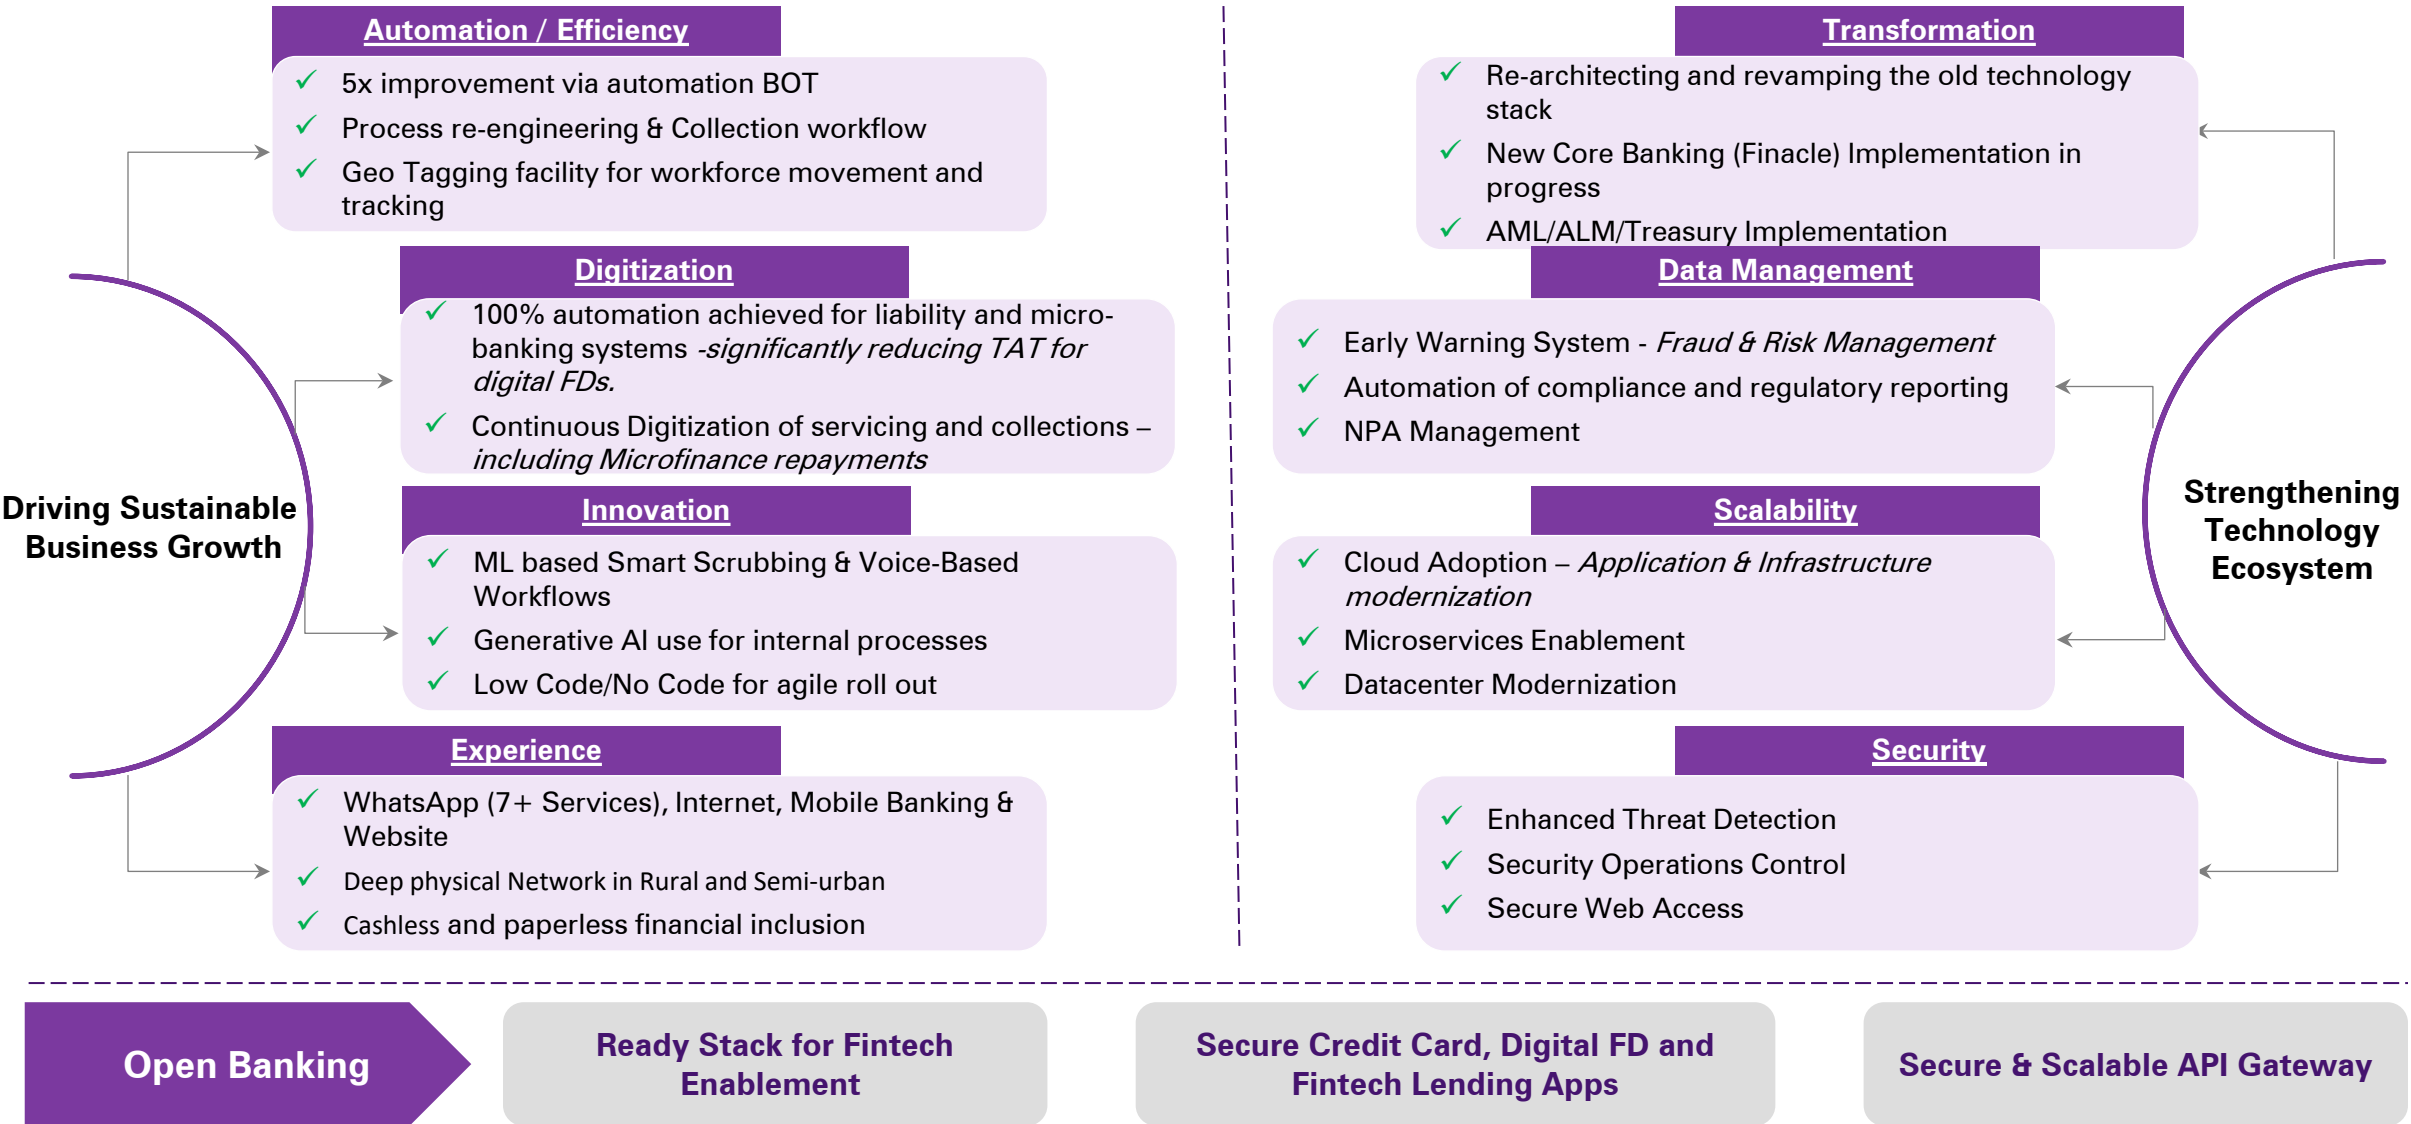 Automation / Efficiency
5x improvement via automation BOT
Process re-engineering & Collection workflow
Geo Tagging facility for workforce movement and
tracking
Digitization
100% automation achieved for liability and micro-
banking systems -significantly reducing TAT for
digital FDs.
Continuous Digitization of servicing and collections –
including Microfinance repayments
Driving Sustainable
Business Growth
Innovation
ML based Smart Scrubbing & Voice-Based
Workflows
Generative AI use for internal processes
Low Code/No Code for agile roll out
Experience
WhatsApp (7+ Services), Internet, Mobile Banking &
Website
Deep physical Network in Rural and Semi-urban
Cashless and paperless financial inclusion
Transformation
Re-architecting and revamping the old technology
stack
New Core Banking (Finacle) Implementation in
progress
AML/ALM/Treasury Implementation
Data Management
Early Warning System - Fraud & Risk Management
Automation of compliance and regulatory reporting
NPA Management
Strengthening
Technology
Ecosystem
Scalability
Cloud Adoption – Application & Infrastructure
modernization
Microservices Enablement
Datacenter Modernization
Security
Enhanced Threat Detection
Security Operations Control
Secure Web Access
Open Banking
Ready Stack for Fintech
Enablement
Secure Credit Card, Digital FD and
Fintech Lending Apps
Secure & Scalable API Gateway